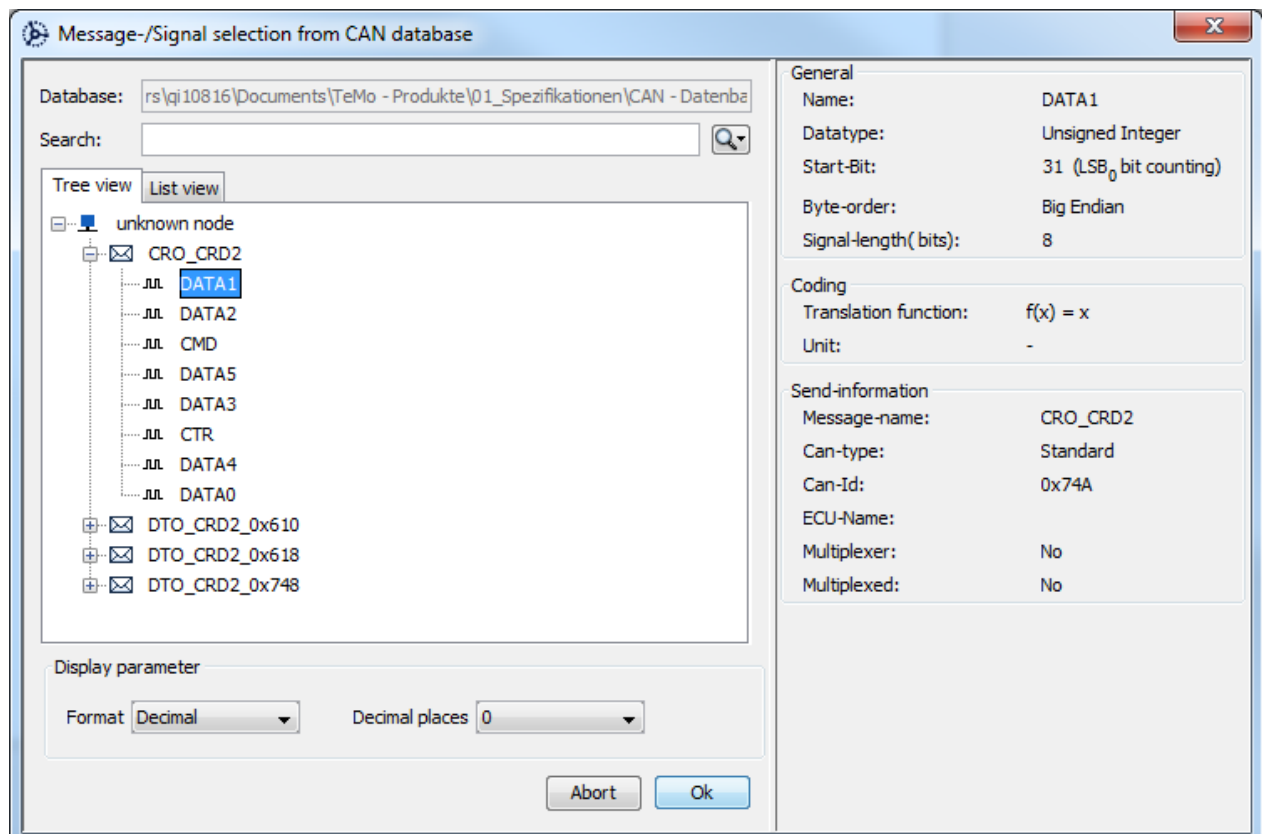 Message-/Signal selection from CAN database
Database: rs\qi10816\Documents\TeMo - Produkte\01_Spezifikationen\CAN - Datenba
Search:
Tree view List view
unknown node
CRO_CRD2
DATA1
DATA2
CMD
DATA5
DATA3
CTR
DATA4
DATA0
DTO_CRD2_0x610
DTO_CRD2_0x618
DTO_CRD2_0x748
Display parameter
Format Decimal Decimal places 0
Abort Ok
General
Name: DATA1
Datatype: Unsigned Integer
Start-Bit: 31 (LSB0 bit counting)
Byte-order: Big Endian
Signal-length( bits): 8
Coding
Translation function: f(x) = x
Unit: -
Send-information
Message-name: CRO_CRD2
Can-type: Standard
Can-Id: 0x74A
ECU-Name:
Multiplexer: No
Multiplexed: No